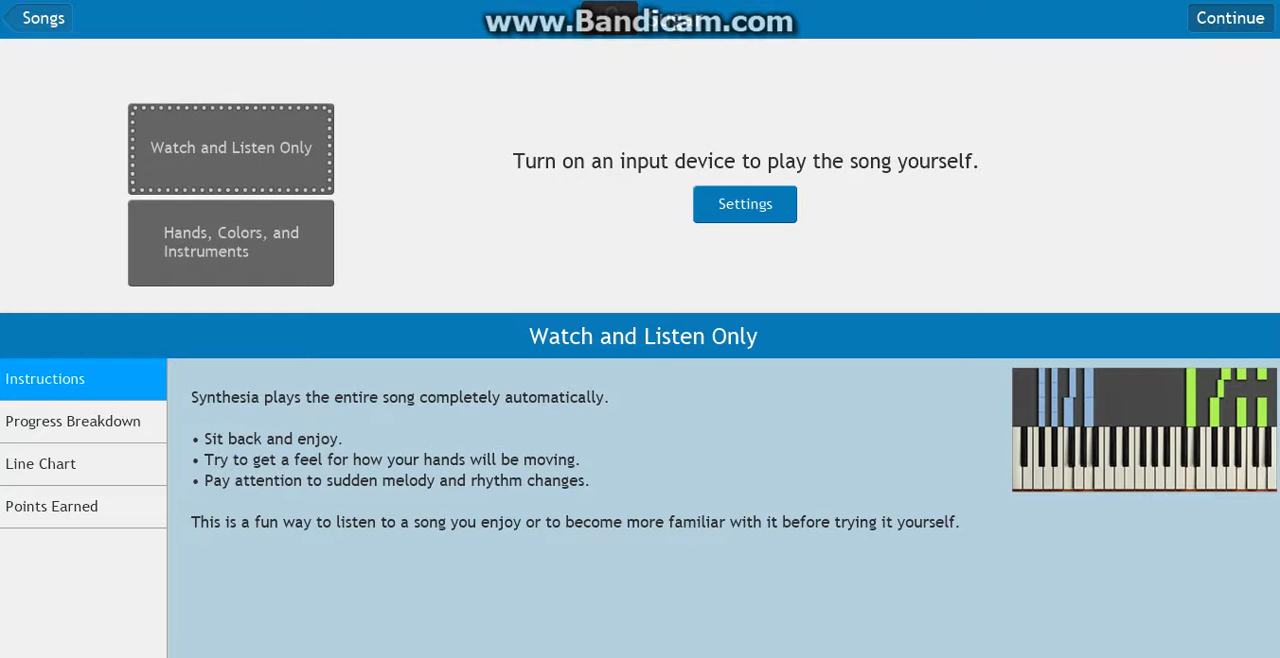 Songs
www.Bandicam.com
Continue
Watch and Listen Only
Hands, Colors, and
Instruments
Turn on an input device to play the song yourself.
Settings
Watch and Listen Only
Instructions
Progress Breakdown
Line Chart
Points Earned
Synthesia plays the entire song completely automatically.
• Sit back and enjoy.
• Try to get a feel for how your hands will be moving.
• Pay attention to sudden melody and rhythm changes.
This is a fun way to listen to a song you enjoy or to become more familiar with it before trying it yourself.